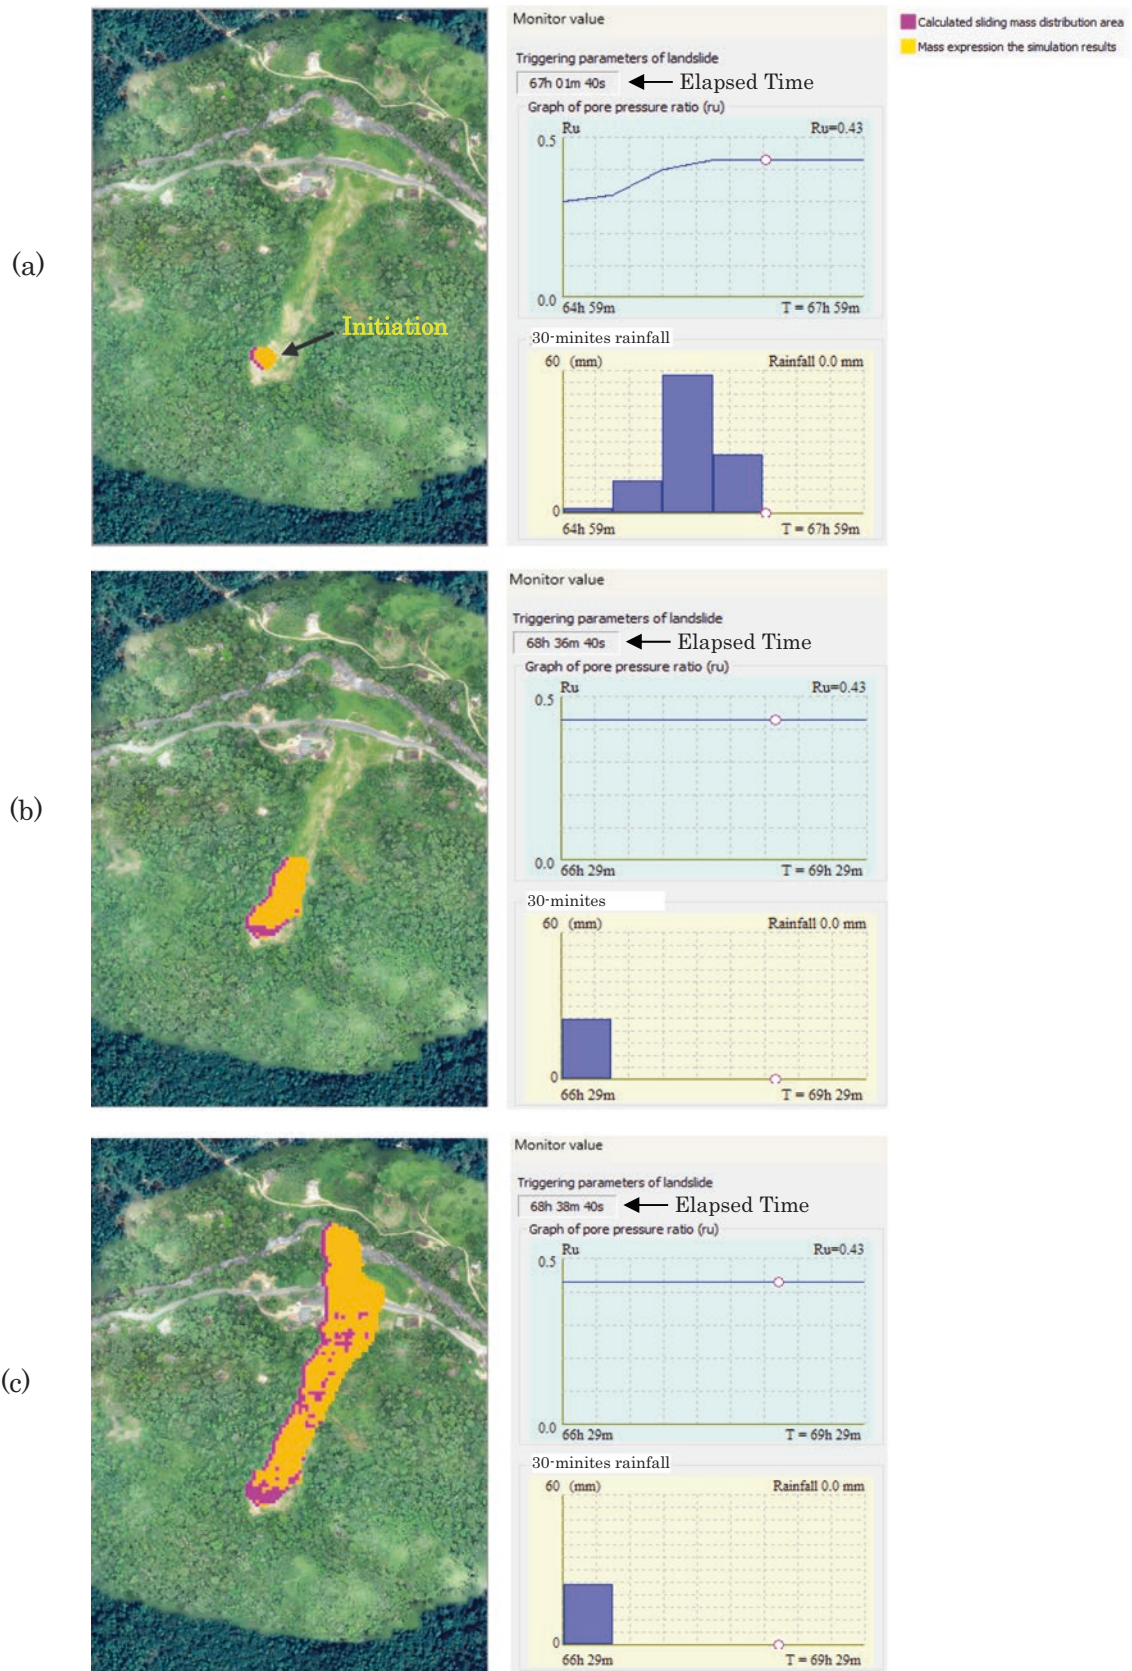 Calculated sliding mass distribution area
Mass expression the simulation results
(a)
Initiation
Monitor value
Triggering parameters of landslide
67h 01m 40s
Elapsed Time
Graph of pore pressure ratio (ru)
Ru
Ru=0.43
0.5
0.0
64h 59m
T = 67h 59m
30-minites rainfall
60 (mm)
Rainfall 0.0 mm
0
64h 59m
T = 67h 59m
(b)
Monitor value
Triggering parameters of landslide
68h 36m 40s
Elapsed Time
Graph of pore pressure ratio (ru)
Ru
Ru=0.43
0.5
0.0
66h 29m
T = 69h 29m
30-minites
60 (mm)
Rainfall 0.0 mm
0
66h 29m
T = 69h 29m
(c)
Monitor value
Triggering parameters of landslide
68h 38m 40s
Elapsed Time
Graph of pore pressure ratio (ru)
Ru
Ru=0.43
0.5
0.0
66h 29m
T = 69h 29m
30-minites rainfall
60 (mm)
Rainfall 0.0 mm
0
66h 29m
T = 69h 29m